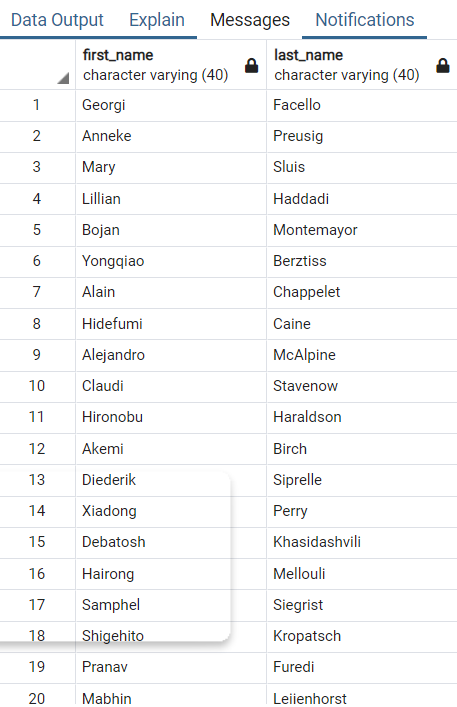 Data Output Explain Messages Notifications
first_name last_name
character varying (40) character varying (40)
1 Georgi Facello
2 Anneke Preusig
3 Mary Sluis
4 Lillian Haddadi
5 Bojan Montemayor
6 Yongqiao Berztiss
7 Alain Chappelet
8 Hidefumi Caine
9 Alejandro McAlpine
10 Claudi Stavenow
11 Hironobu Haraldson
12 Akemi Birch
13 Diederik Siprelle
14 Xiadong Perry
15 Debatosh Khasidashvili
16 Hairong Mellouli
17 Samphel Siegrist
18 Shigehito Kropatsch
19 Pranav Furedi
20 Mabhin Leijenhorst